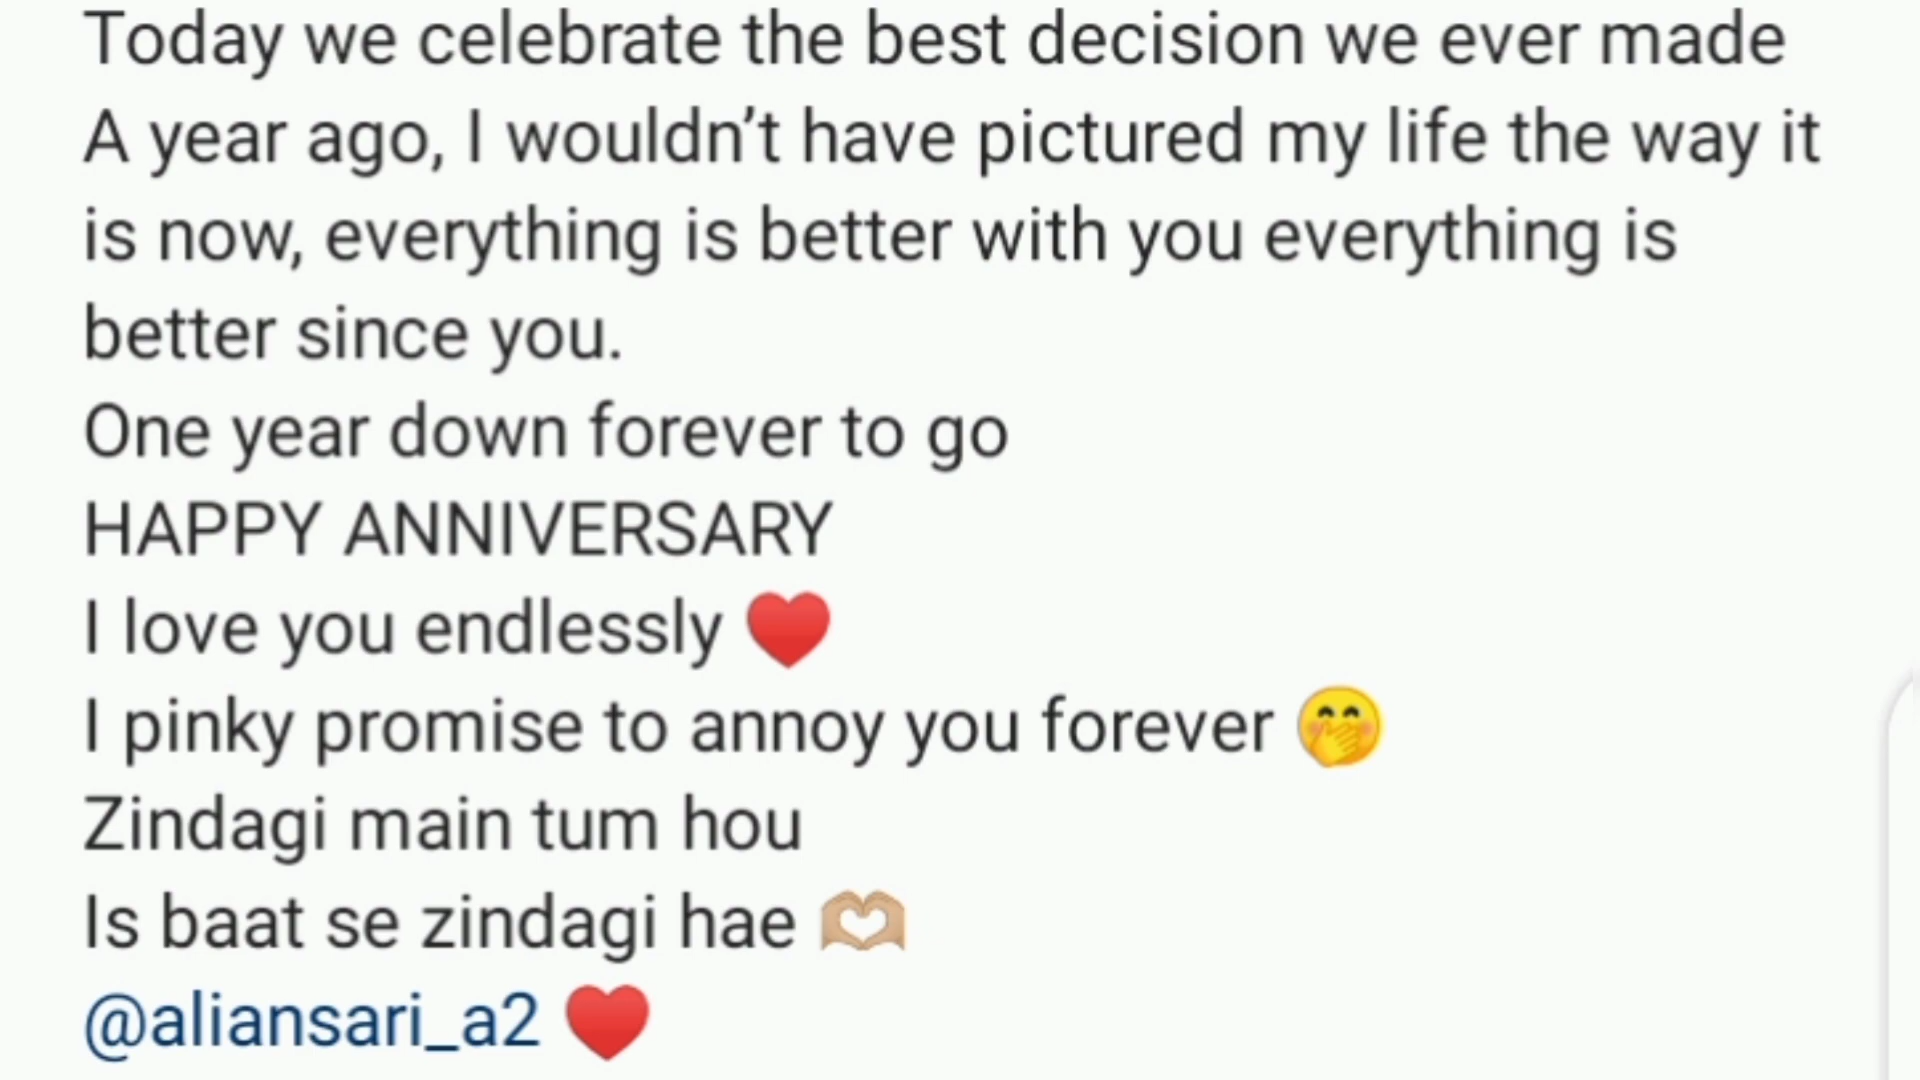 Today we celebrate the best decision we ever made
A year ago, I wouldn’t have pictured my life the way it
is now, everything is better with you everything is
better since you.
One year down forever to go
HAPPY ANNIVERSARY
I love you endlessly ♥️
I pinky promise to annoy you forever 🤭
Zindagi main tum hou
Is baat se zindagi hae 🫶🏼
@aliansari_a2 ♥️